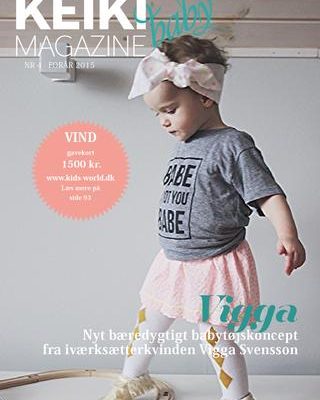 KEIKI
baby
MAGAZINE
NR 4 FORÅR 2015
VIND
gavekort
1500 kr.
www.kids-world.dk
Læs mere på
side 93
BABE
YOU
BABE.
Vigga
Nyt bæredygtigt babytøjskoncept
fra iværksætterkvinden Vigga Svensson